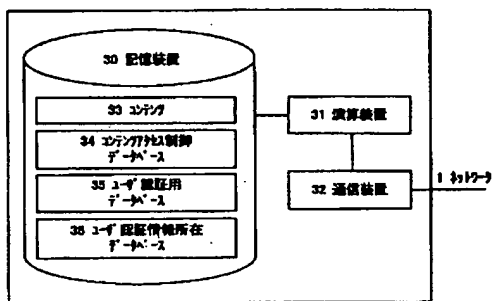 30 記憶装置
33 コンテンツ
34 コンテンツアクセス制御
データベース
35 ユーザ認証用
データベース
36 ユーザ認証情報所在
データベース
31 演算装置
32 通信装置
1 ネットワーク